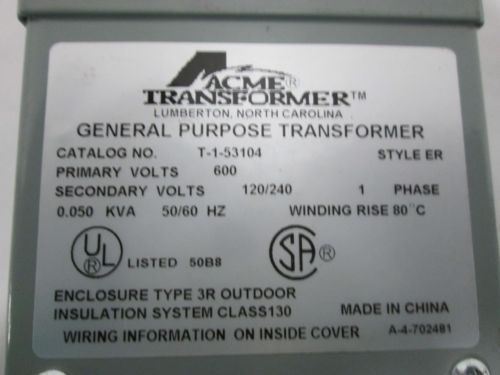 ACME®
TRANSFORMER™
LUMBERTON, NORTH CAROLINA
GENERAL PURPOSE TRANSFORMER
CATALOG NO. T-1-53104 STYLE ER
PRIMARY VOLTS 600
SECONDARY VOLTS 120/240 1 PHASE
0.050 KVA 50/60 HZ WINDING RISE 80°C
UL® LISTED 50B8 SA®
ENCLOSURE TYPE 3R OUTDOOR
INSULATION SYSTEM CLASS130 MADE IN CHINA
WIRING INFORMATION ON INSIDE COVER A-4-702481